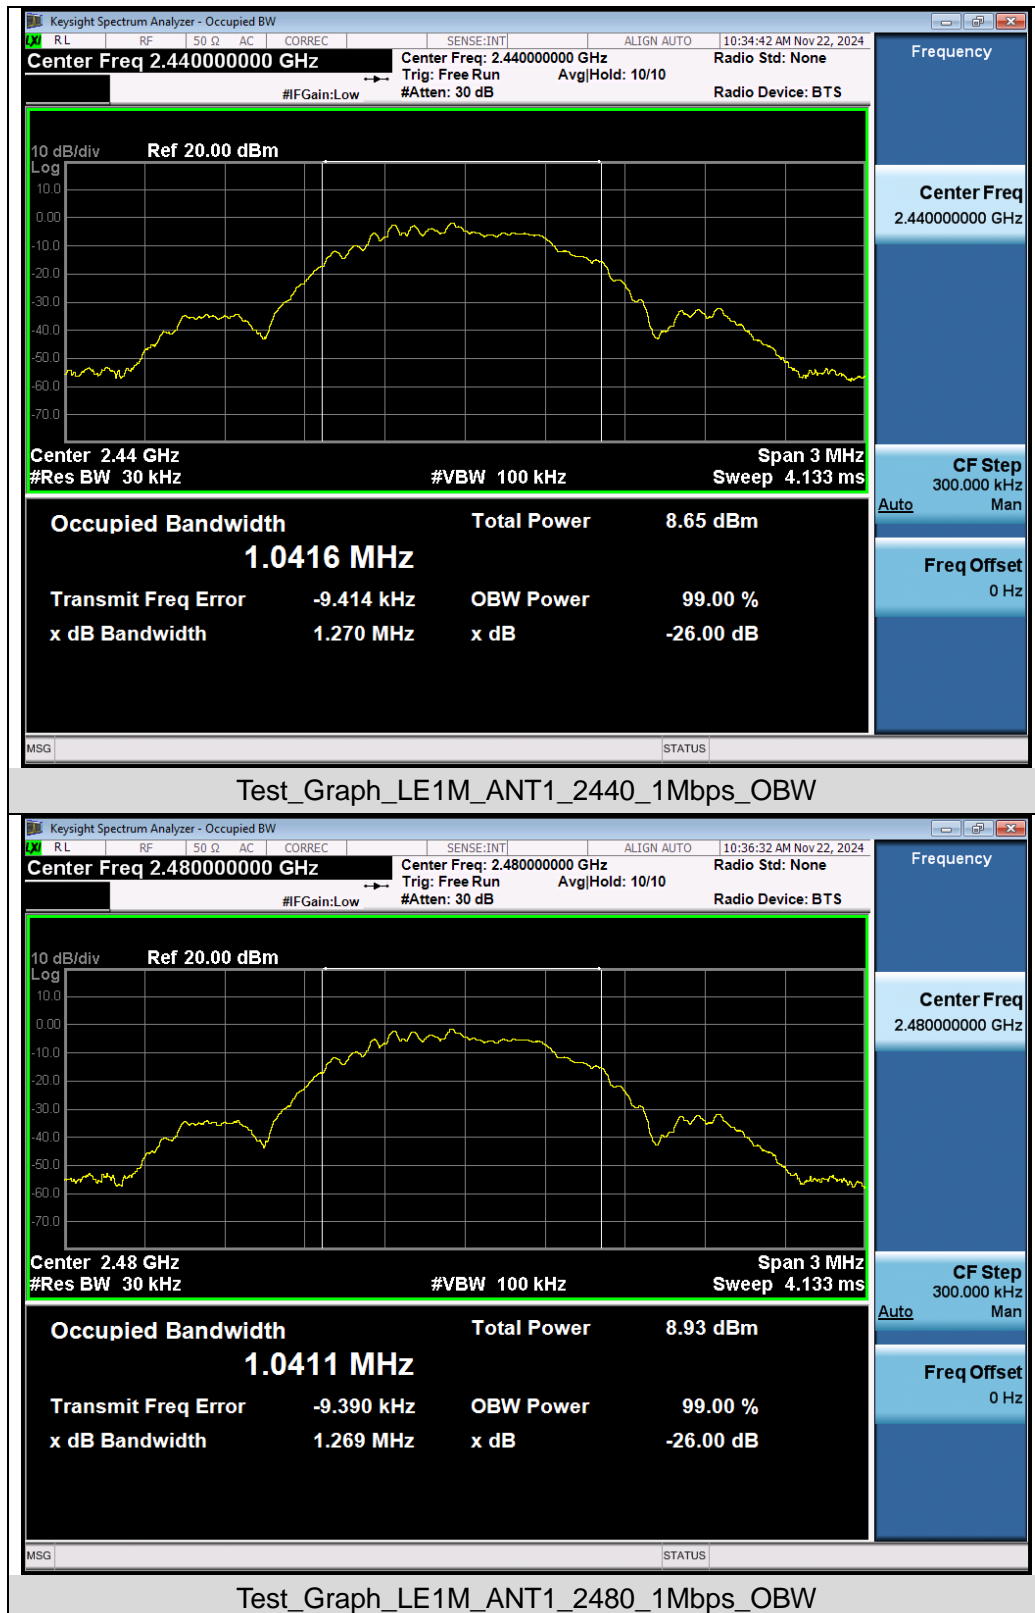 Keysight Spectrum Analyzer - Occupied BW
LXI RL RF 50 Ω AC CORREC SENSE:INT ALIGN AUTO 10:34:42 AM Nov 22, 2024
Center Freq 2.440000000 GHz Center Freq: 2.440000000 GHz Radio Std: None
Trig: Free Run Avg|Hold: 10/10
#IFGain:Low #Atten: 30 dB Radio Device: BTS
Frequency
10 dB/div Ref 20.00 dBm
Log
10.0
0.00
-10.0
-20.0
-30.0
-40.0
-50.0
-60.0
-70.0
Center 2.44 GHz Span 3 MHz
#Res BW 30 kHz #VBW 100 kHz Sweep 4.133 ms
Center Freq
2.440000000 GHz
CF Step
300.000 kHz
Auto Man
Freq Offset
0 Hz
Occupied Bandwidth Total Power 8.65 dBm
1.0416 MHz
Transmit Freq Error -9.414 kHz OBW Power 99.00 %
x dB Bandwidth 1.270 MHz x dB -26.00 dB
MSG STATUS
Test_Graph_LE1M_ANT1_2440_1Mbps_OBW
Keysight Spectrum Analyzer - Occupied BW
LXI RL RF 50 Ω AC CORREC SENSE:INT ALIGN AUTO 10:36:32 AM Nov 22, 2024
Center Freq 2.480000000 GHz Center Freq: 2.480000000 GHz Radio Std: None
Trig: Free Run Avg|Hold: 10/10
#IFGain:Low #Atten: 30 dB Radio Device: BTS
Frequency
10 dB/div Ref 20.00 dBm
Log
10.0
0.00
-10.0
-20.0
-30.0
-40.0
-50.0
-60.0
-70.0
Center 2.48 GHz Span 3 MHz
#Res BW 30 kHz #VBW 100 kHz Sweep 4.133 ms
Center Freq
2.480000000 GHz
CF Step
300.000 kHz
Auto Man
Freq Offset
0 Hz
Occupied Bandwidth Total Power 8.93 dBm
1.0411 MHz
Transmit Freq Error -9.390 kHz OBW Power 99.00 %
x dB Bandwidth 1.269 MHz x dB -26.00 dB
MSG STATUS
Test_Graph_LE1M_ANT1_2480_1Mbps_OBW